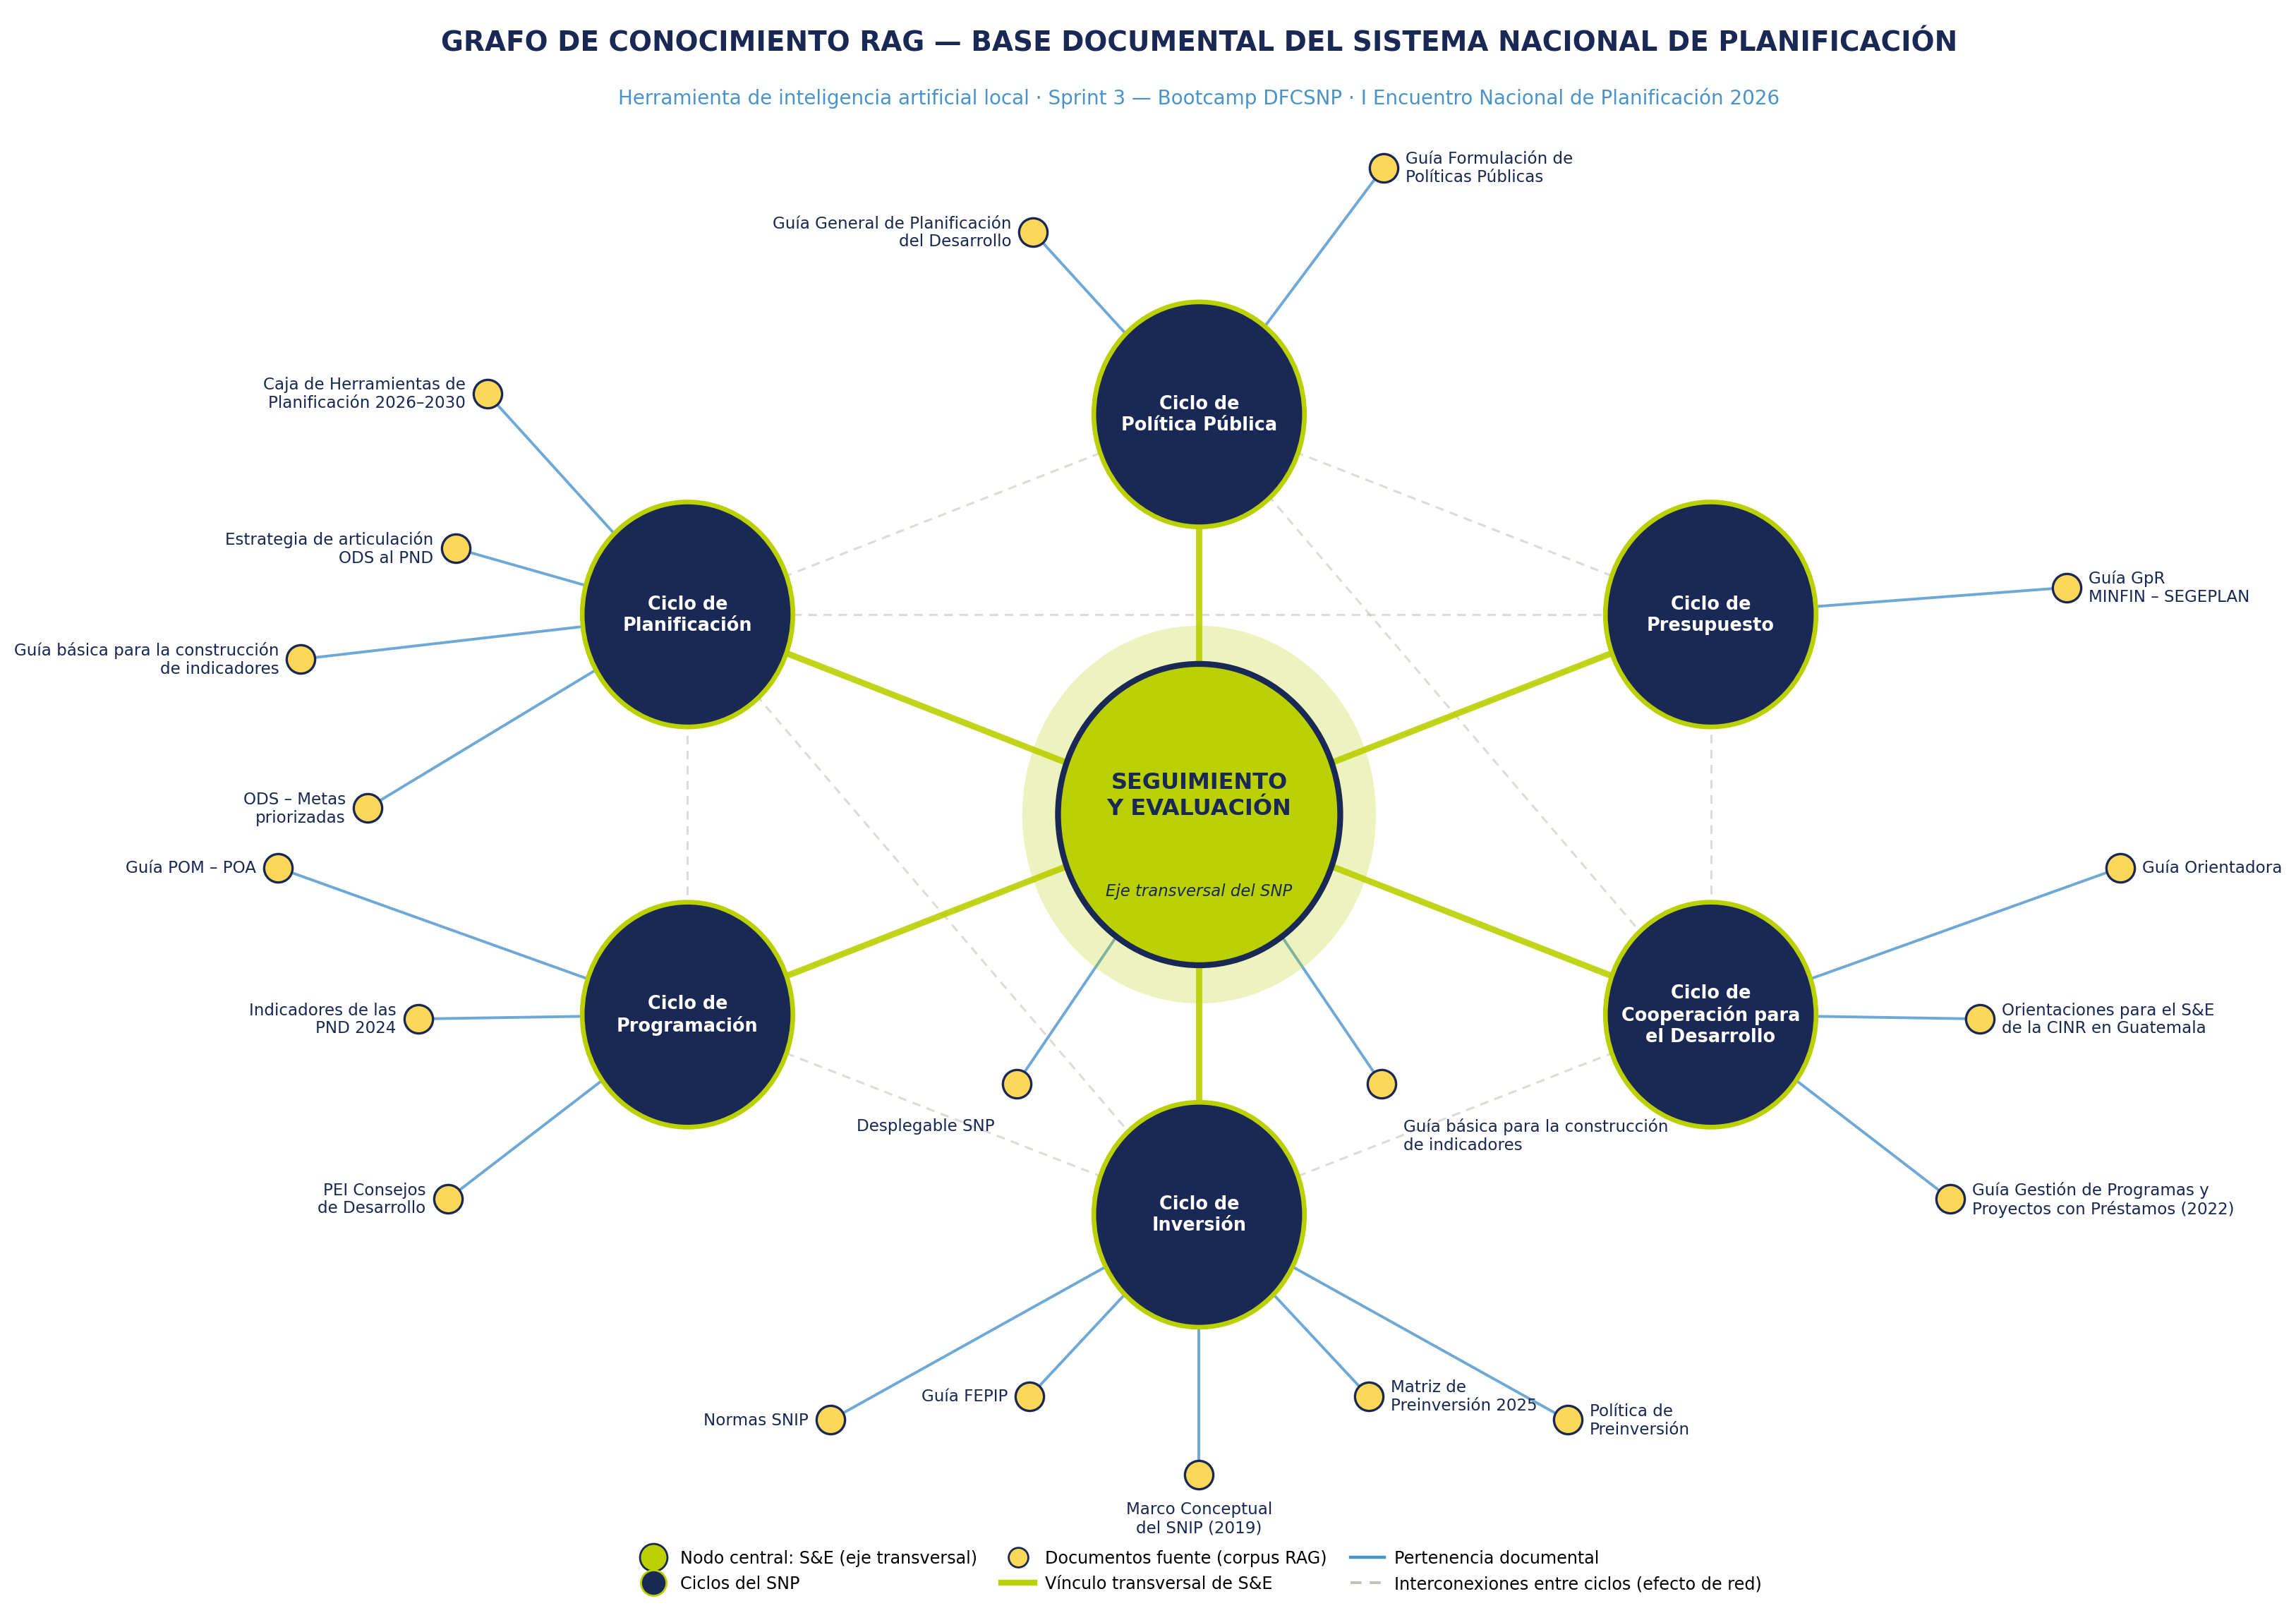 GRAFO DE CONOCIMIENTO RAG — BASE DOCUMENTAL DEL SISTEMA NACIONAL DE PLANIFICACIÓN
Herramienta de inteligencia artificial local · Sprint 3 — Bootcamp DFCSNP · I Encuentro Nacional de Planificación 2026
Guía Formulación de
Políticas Públicas
Guía General de Planificación
del Desarrollo
Caja de Herramientas de
Planificación 2026–2030
Ciclo de
Política Pública
Estrategia de articulación
ODS al PND
Ciclo de
Planificación
Ciclo de
Presupuesto
Guía GpR
MINFIN – SEGEPLAN
Guía básica para la construcción
de indicadores
ODS – Metas
priorizadas
SEGUIMIENTO
Y EVALUACIÓN
Eje transversal del SNP
Guía POM – POA
Guía Orientadora
Indicadores de las
PND 2024
Ciclo de
Programación
Ciclo de
Cooperación para
el Desarrollo
Orientaciones para el S&E
de la CINR en Guatemala
Desplegable SNP
Guía básica para la construcción
de indicadores
PEI Consejos
de Desarrollo
Ciclo de
Inversión
Guía Gestión de Programas y
Proyectos con Préstamos (2022)
Normas SNIP
Guía FEPIP
Matriz de
Preinversión 2025
Política de
Preinversión
Marco Conceptual
del SNIP (2019)
Nodo central: S&E (eje transversal)
Ciclos del SNP
Documentos fuente (corpus RAG)
Vínculo transversal de S&E
Pertenencia documental
Interconexiones entre ciclos (efecto de red)